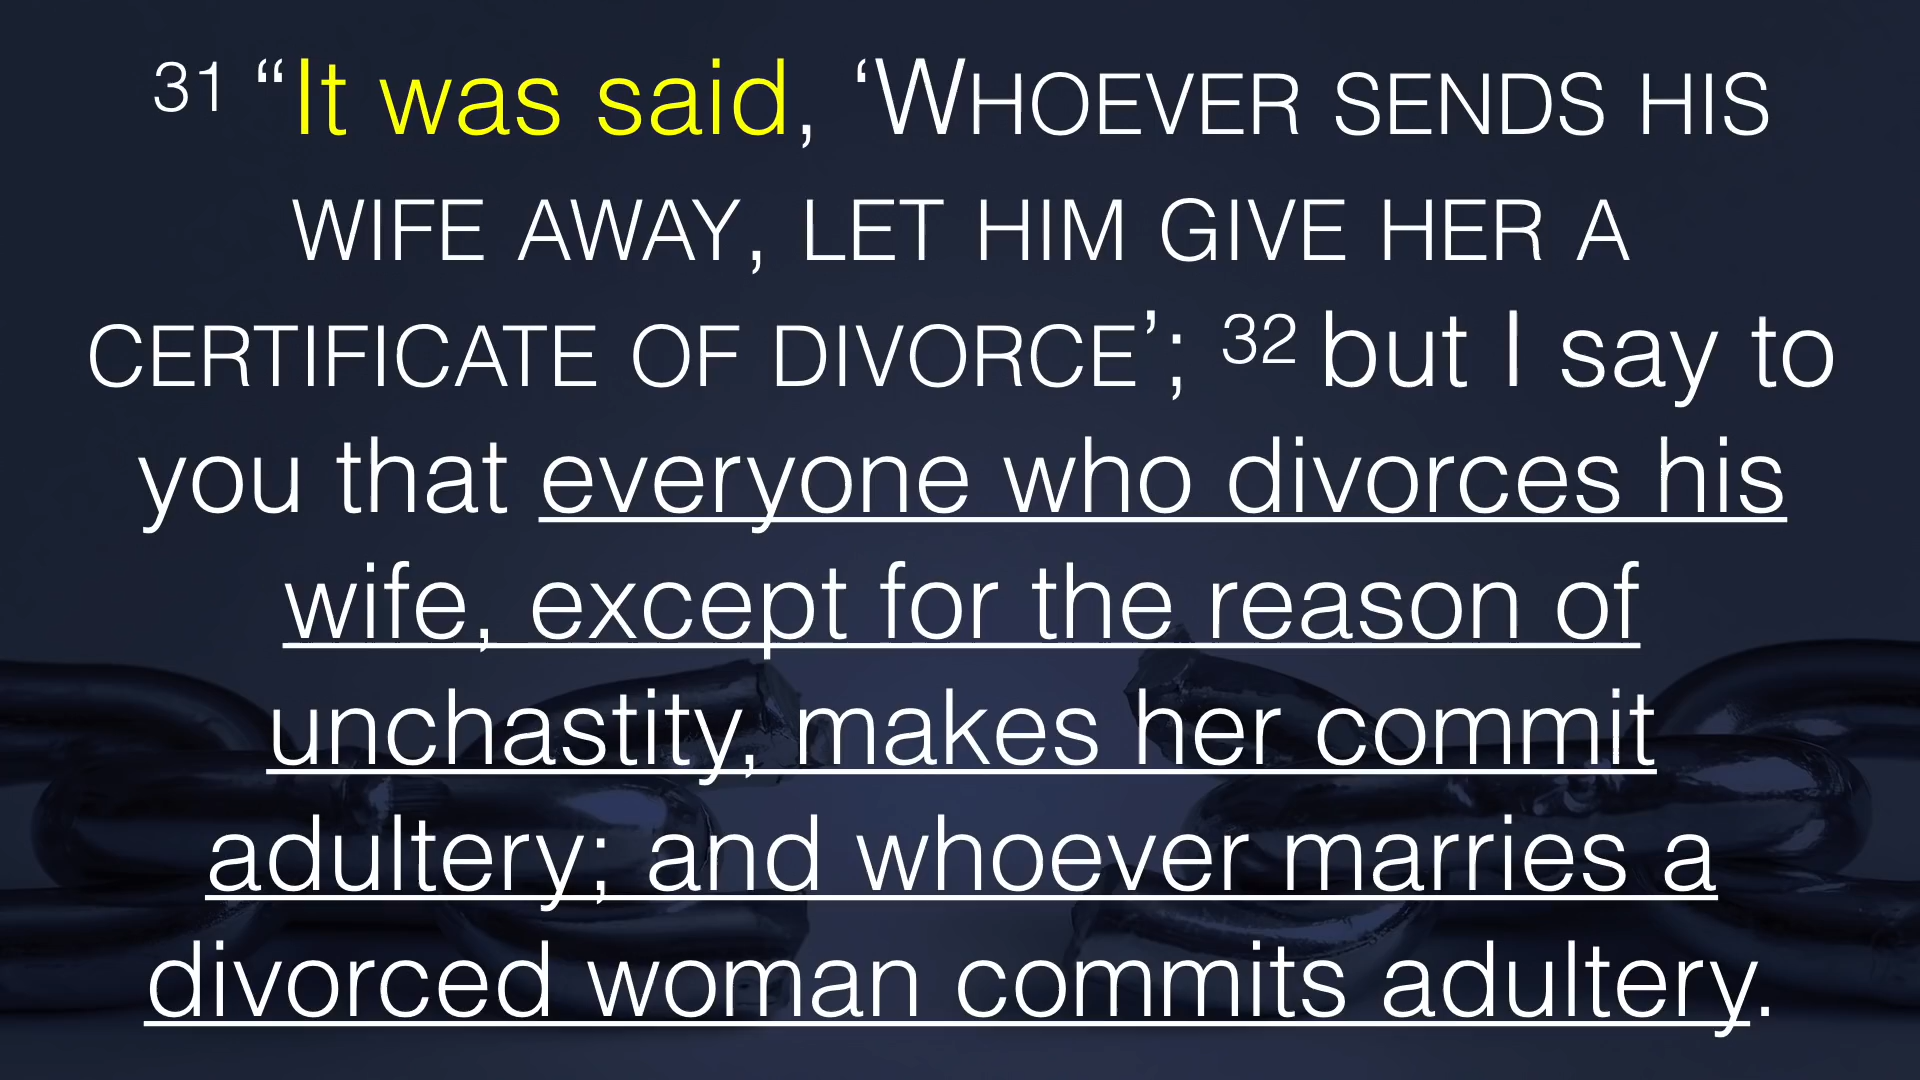 31 “It was said, ‘WHOEVER SENDS HIS
WIFE AWAY, LET HIM GIVE HER A
CERTIFICATE OF DIVORCE’; 32 but I say to
you that everyone who divorces his
wife, except for the reason of
unchastity, makes her commit
adultery; and whoever marries a
divorced woman commits adultery.